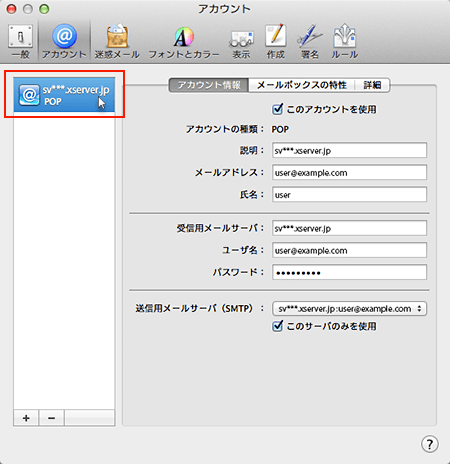 アカウント
一般 アカウント 迷惑メール フォントとカラー 表示 作成 署名 ルール
sv***.xserver.jp
POP
アカウント情報 メールボックスの特性 詳細
このアカウントを使用
アカウントの種類： POP
説明： sv***.xserver.jp
メールアドレス： user@example.com
氏名： user
受信用メールサーバ： sv***.xserver.jp
ユーザ名： user@example.com
パスワード： •••••••••
送信用メールサーバ（SMTP）： sv***.xserver.jp:user@example.com
このサーバのみを使用
+ − ?